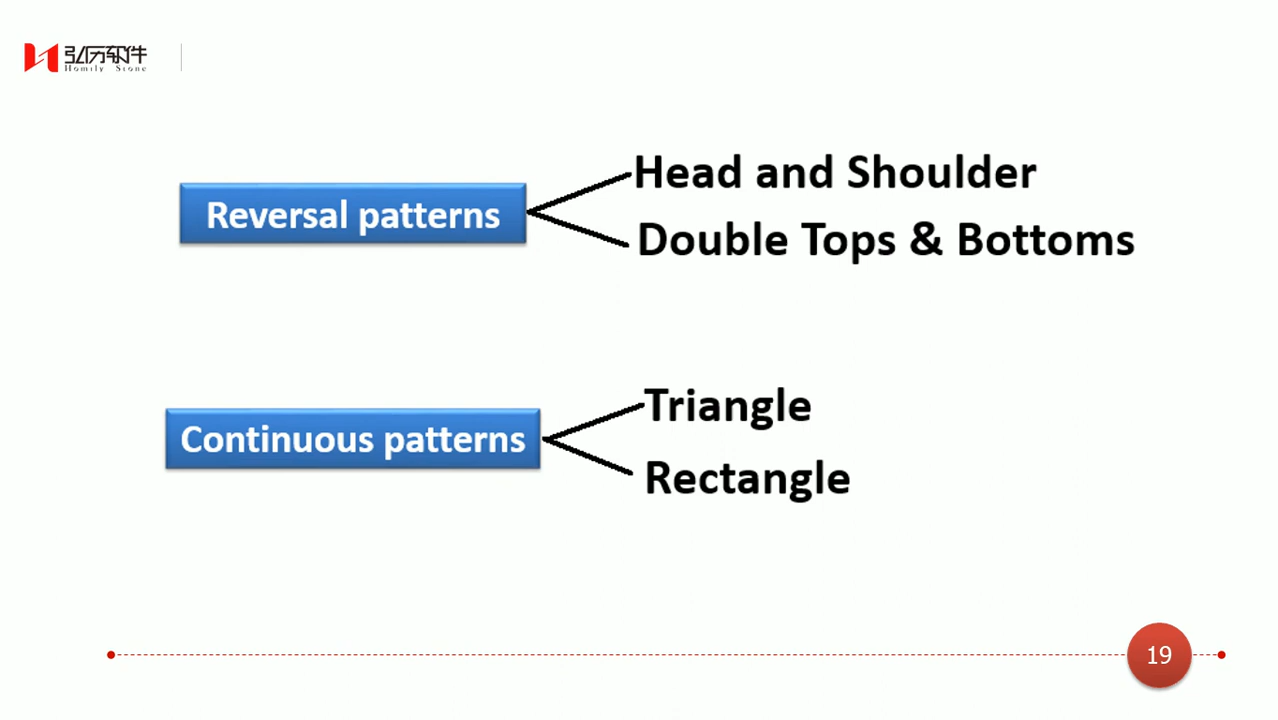 弘历软件
Homily Stone
Head and Shoulder
Reversal patterns
Double Tops & Bottoms
Triangle
Continuous patterns
Rectangle
19